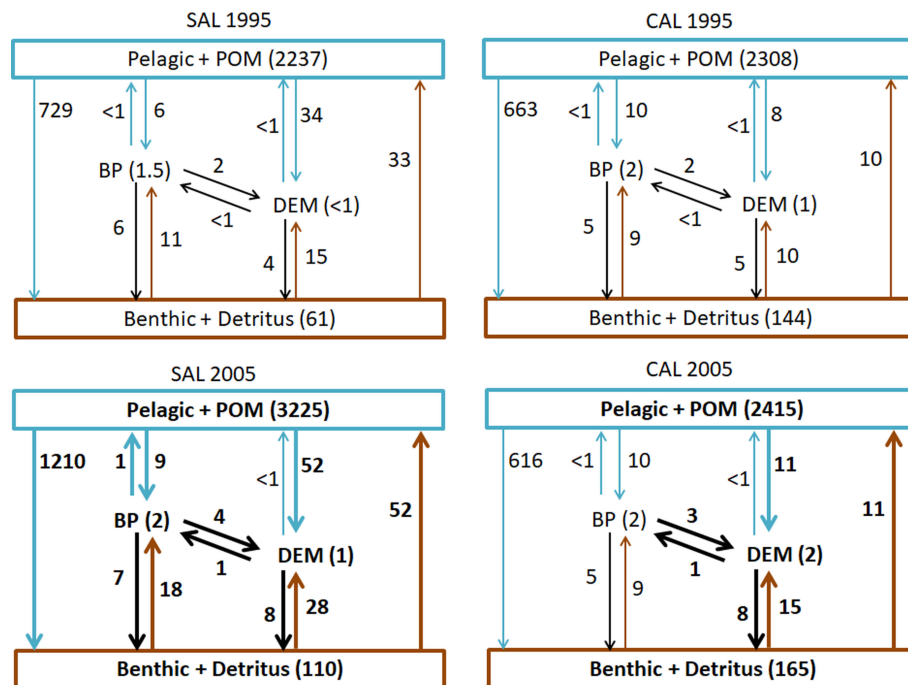 SAL 1995
Pelagic + POM (2237)
729
<1
6
<1
34
33
BP (1.5)
2
<1
DEM (<1)
6
11
4
15
Benthic + Detritus (61)
CAL 1995
Pelagic + POM (2308)
663
<1
10
<1
8
10
BP (2)
2
<1
DEM (1)
5
9
5
10
Benthic + Detritus (144)
SAL 2005
Pelagic + POM (3225)
1210
1
9
<1
52
52
BP (2)
4
1
DEM (1)
7
18
8
28
Benthic + Detritus (110)
CAL 2005
Pelagic + POM (2415)
616
<1
10
<1
11
11
BP (2)
3
1
DEM (2)
5
9
8
15
Benthic + Detritus (165)